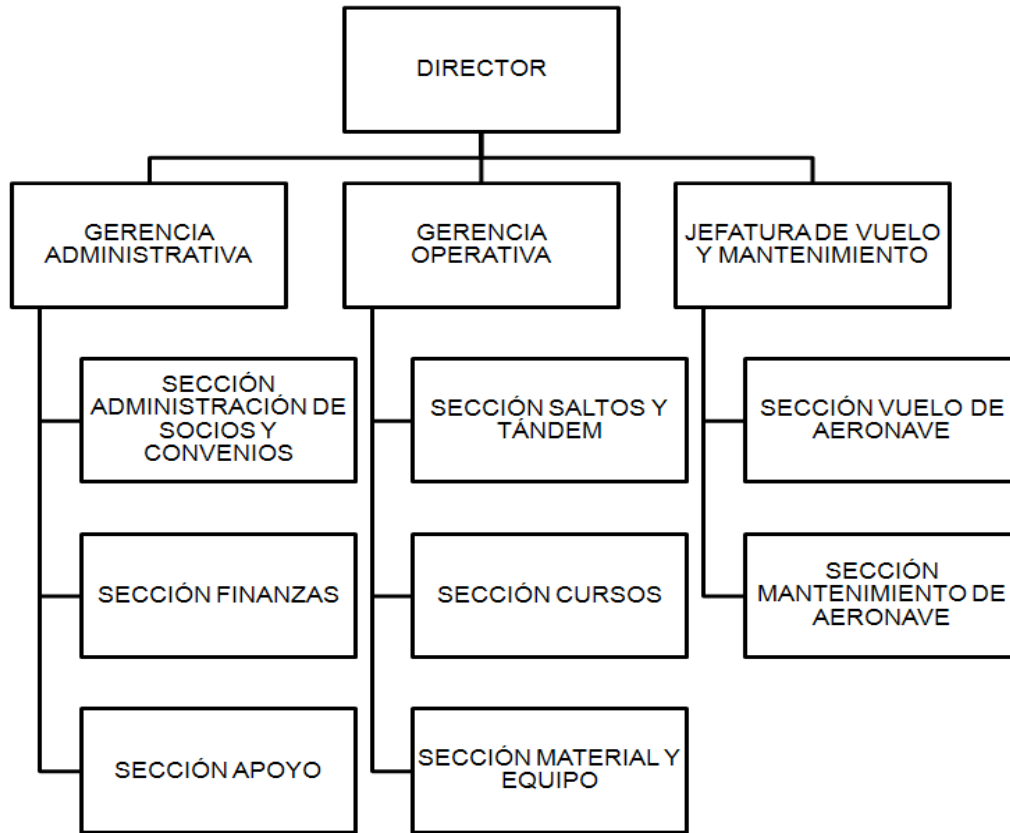 DIRECTOR
GERENCIA
ADMINISTRATIVA
GERENCIA
OPERATIVA
JEFATURA DE VUELO
Y MANTENIMIENTO
SECCIÓN
ADMINISTRACIÓN DE
SOCIOS Y
CONVENIOS
SECCIÓN SALTOS Y
TÁNDEM
SECCIÓN VUELO DE
AERONAVE
SECCIÓN FINANZAS
SECCIÓN CURSOS
SECCIÓN
MANTENIMIENTO DE
AERONAVE
SECCIÓN APOYO
SECCIÓN MATERIAL Y
EQUIPO